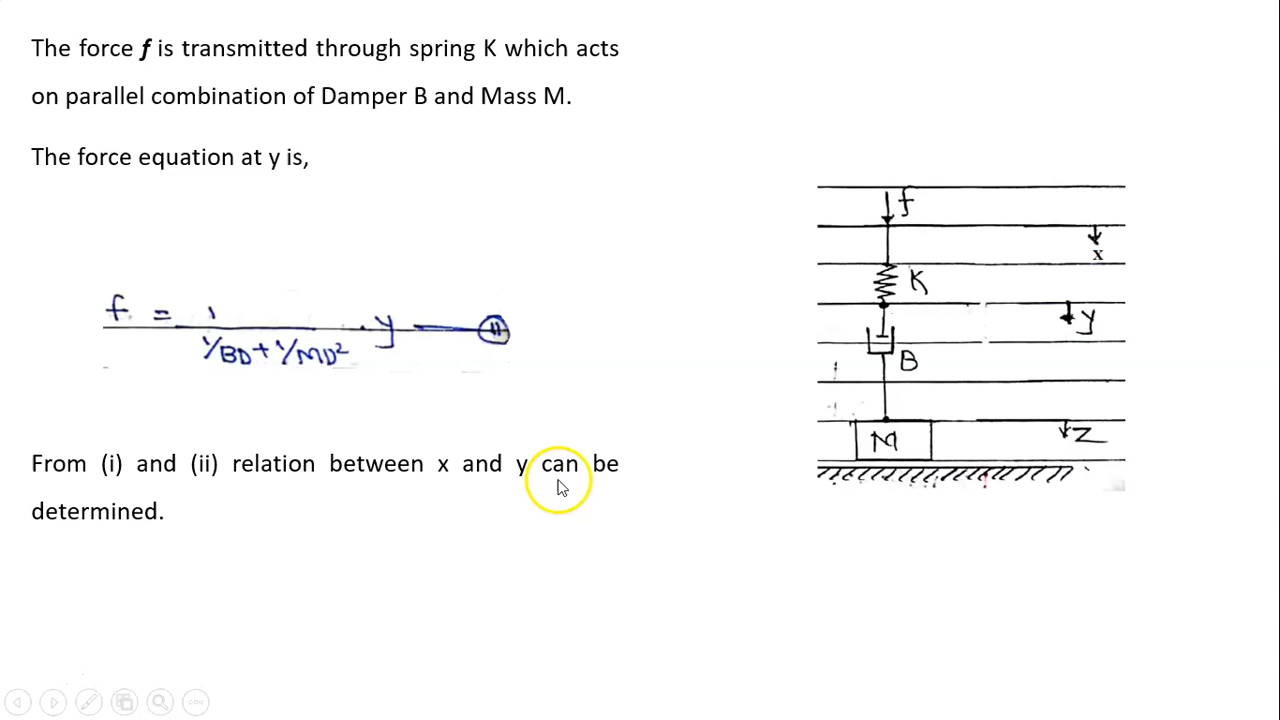 The force f is transmitted through spring K which acts
on parallel combination of Damper B and Mass M.
The force equation at y is,
f = 1
1/BD + 1/MD² . y (ii)
From (i) and (ii) relation between x and y can be
determined.
f
x
K
y
B
z
M